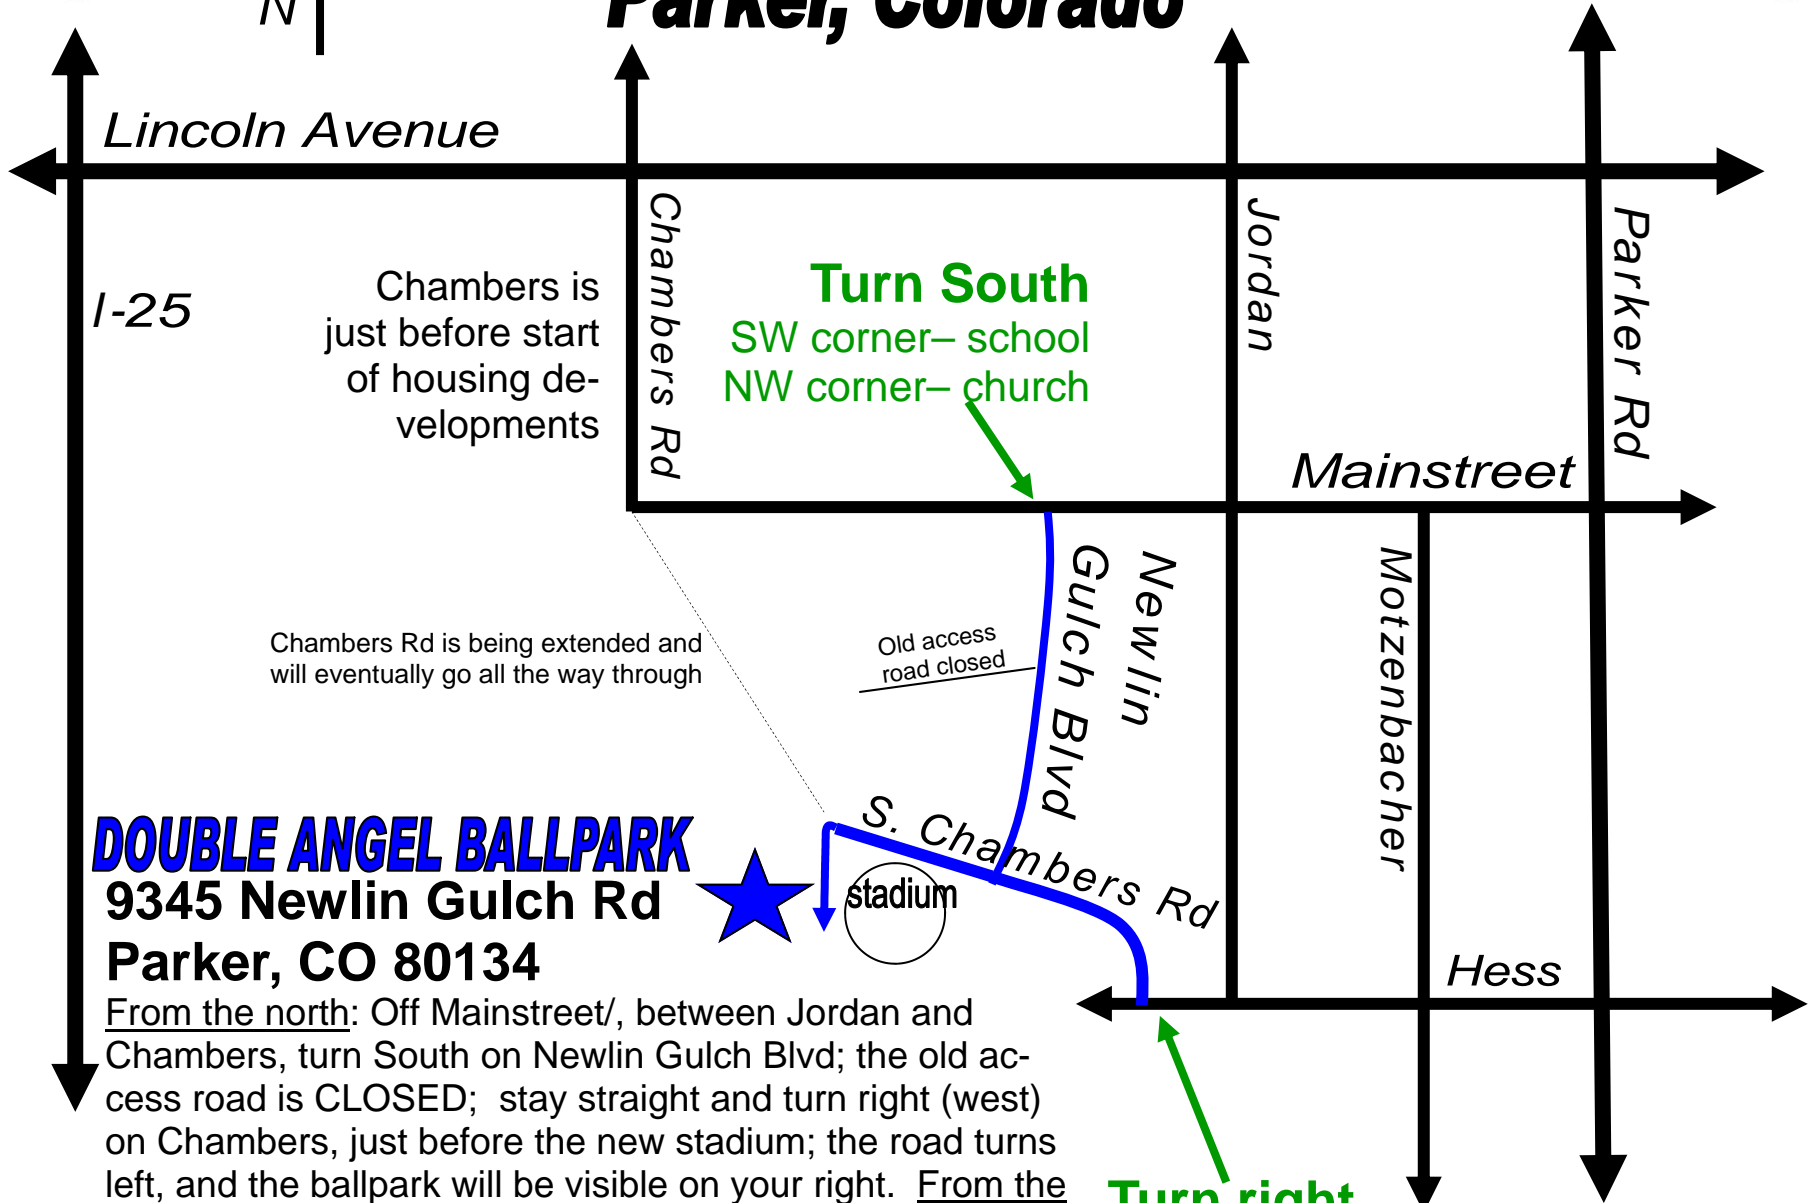 N
Parker, Colorado
Lincoln Avenue
I-25
Chambers is
just before start
of housing de-
velopments
Chambers Rd
Turn South
SW corner– school
NW corner– church
Jordan
Parker Rd
Mainstreet
Newlin
Gulch Blvd
Motzenbacher
Chambers Rd is being extended and
will eventually go all the way through
Old access
road closed
S. Chambers Rd
stadium
Hess
DOUBLE ANGEL BALLPARK
9345 Newlin Gulch Rd
Parker, CO 80134
From the north: Off Mainstreet/, between Jordan and
Chambers, turn South on Newlin Gulch Blvd; the old ac-
cess road is CLOSED;  stay straight and turn right (west)
on Chambers, just before the new stadium; the road turns
left, and the ballpark will be visible on your right.  From the
Turn right